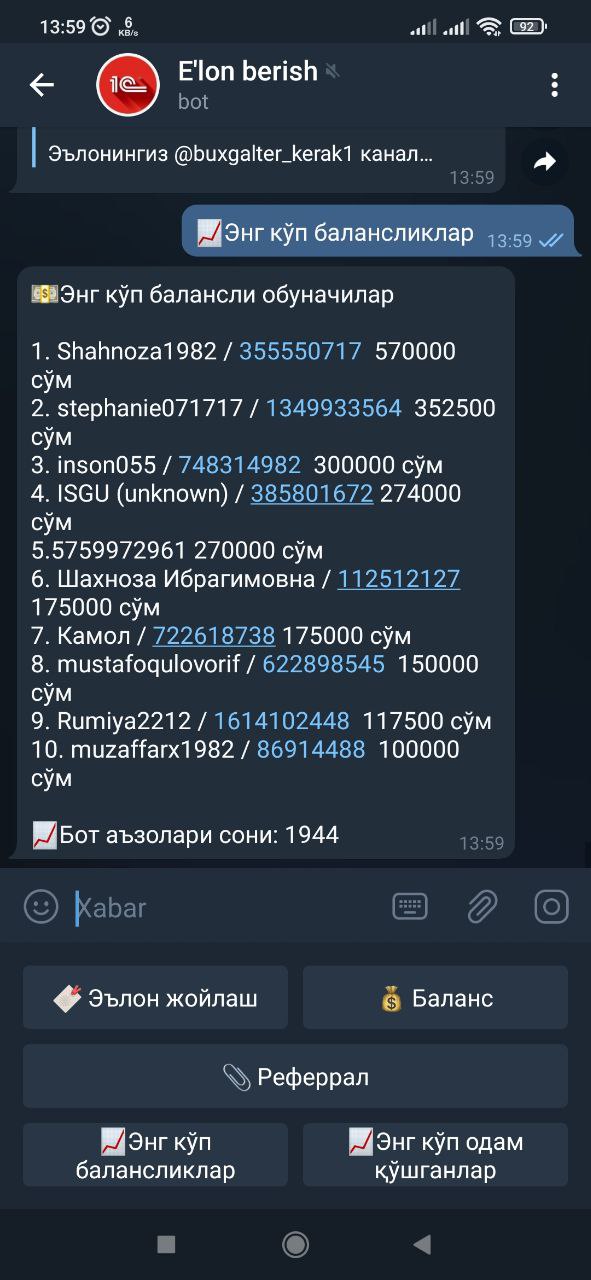 13:59
6
KB/s
92
1C
E'lon berish
bot
Эълонингиз @buxgalter_kerak1 канал...
13:59
Энг кўп балансликлар
13:59
Энг кўп балансли обуначилар
1. Shahnoza1982 / 355550717 570000
сўм
2. stephanie071717 / 1349933564 352500
сўм
3. inson055 / 748314982 300000 сўм
4. ISGU (unknown) / 385801672 274000
сўм
5.5759972961 270000 сўм
6. Шахноза Ибрагимовна / 112512127
175000 сўм
7. Камол / 722618738 175000 сўм
8. mustafoqulovorif / 622898545 150000
сўм
9. Rumiya2212 / 1614102448 117500 сўм
10. muzaffarx1982 / 86914488 100000
сўм
Бот аъзолари сони: 1944
13:59
Xabar
Эълон жойлаш
Баланс
Реферрал
Энг кўп
балансликлар
Энг кўп одам
қўшганлар